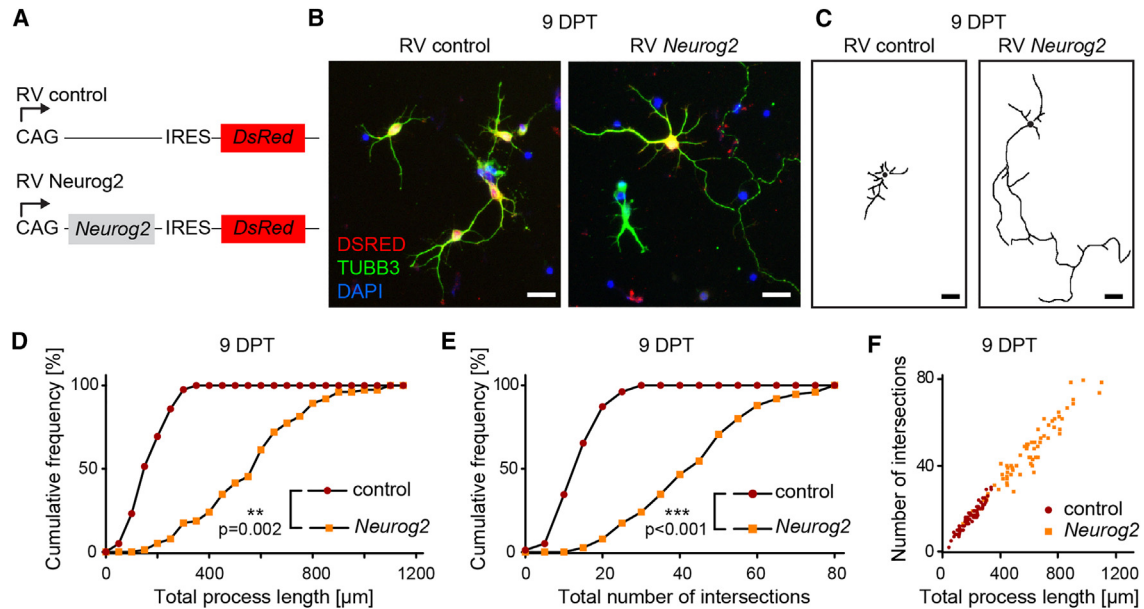 A
RV control
CAG
IRES
DsRed
RV Neurog2
CAG
Neurog2
IRES
DsRed
B
9 DPT
RV control
RV Neurog2
DSRED
TUBB3
DAPI
C
9 DPT
RV control
RV Neurog2
D
9 DPT
Cumulative frequency [%]
100
50
0
**
p=0.002
control
Neurog2
0 400 800 1200
Total process length [µm]
E
9 DPT
Cumulative frequency [%]
100
50
0
***
p<0.001
control
Neurog2
0 20 40 60 80
Total number of intersections
F
9 DPT
Number of intersections
80
40
0
control
Neurog2
0 400 800 1200
Total process length [µm]